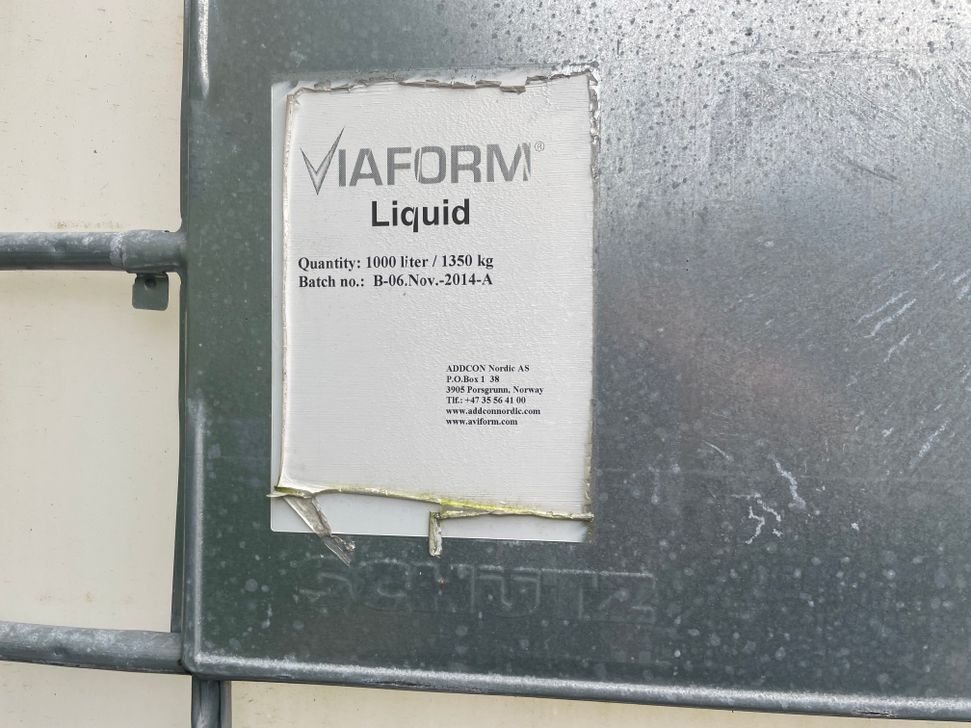 VIAFORM®
Liquid
Quantity: 1000 liter / 1350 kg
Batch no.: B-06.Nov.-2014-A
ADDCON Nordic AS
P.O.Box 1 38
3905 Porsgrunn, Norway
Tlf.: +47 35 56 41 00
www.addconnordic.com
www.aviform.com
SCHÜTZ